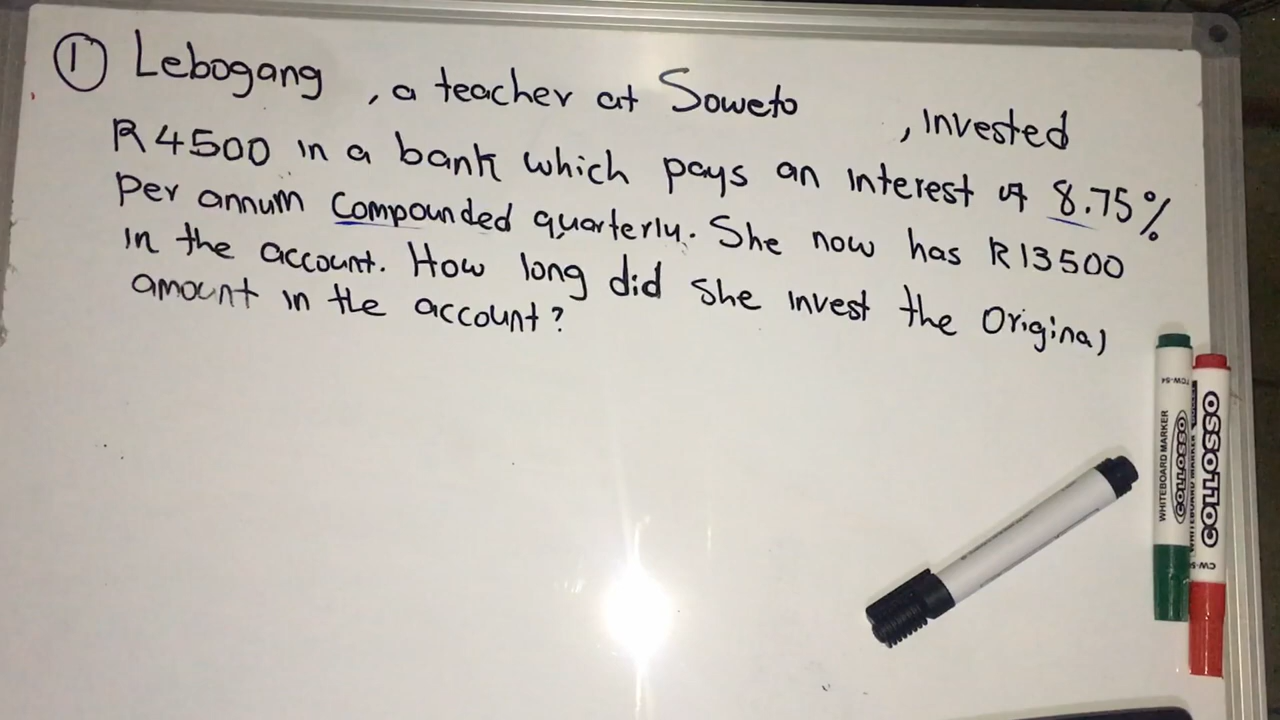 ① Lebogang , a teacher at Soweto , invested
R4500 in a bank which pays an interest of 8.75%
per annum compounded quarterly. She now has R13500
in the account. How long did she invest the Original
amount in the account?
WHITEBOARD MARKER
COLLOSSO
COLLOSSO